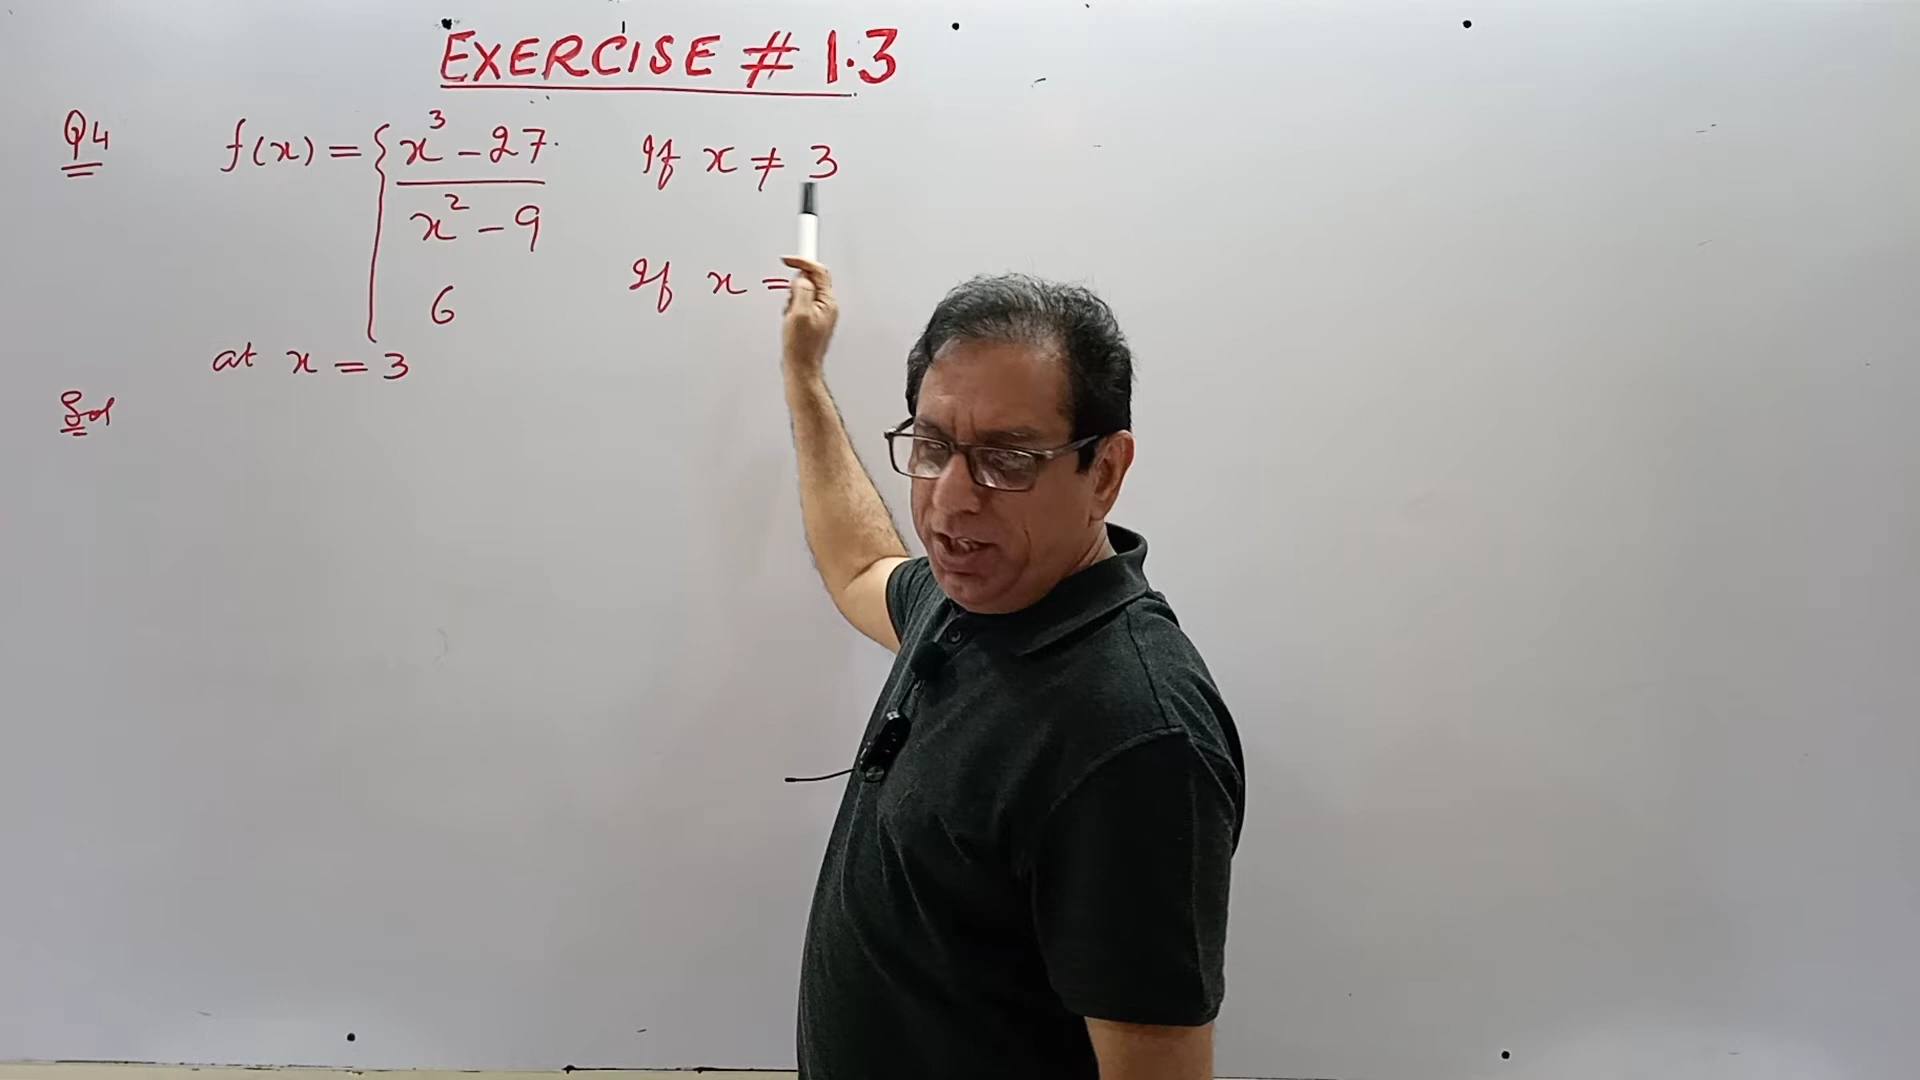 EXERCISE # 1.3
Q4 f(x) = { x³ - 27 / x² - 9 If x ≠ 3
6 If x =
at x = 3
Sol